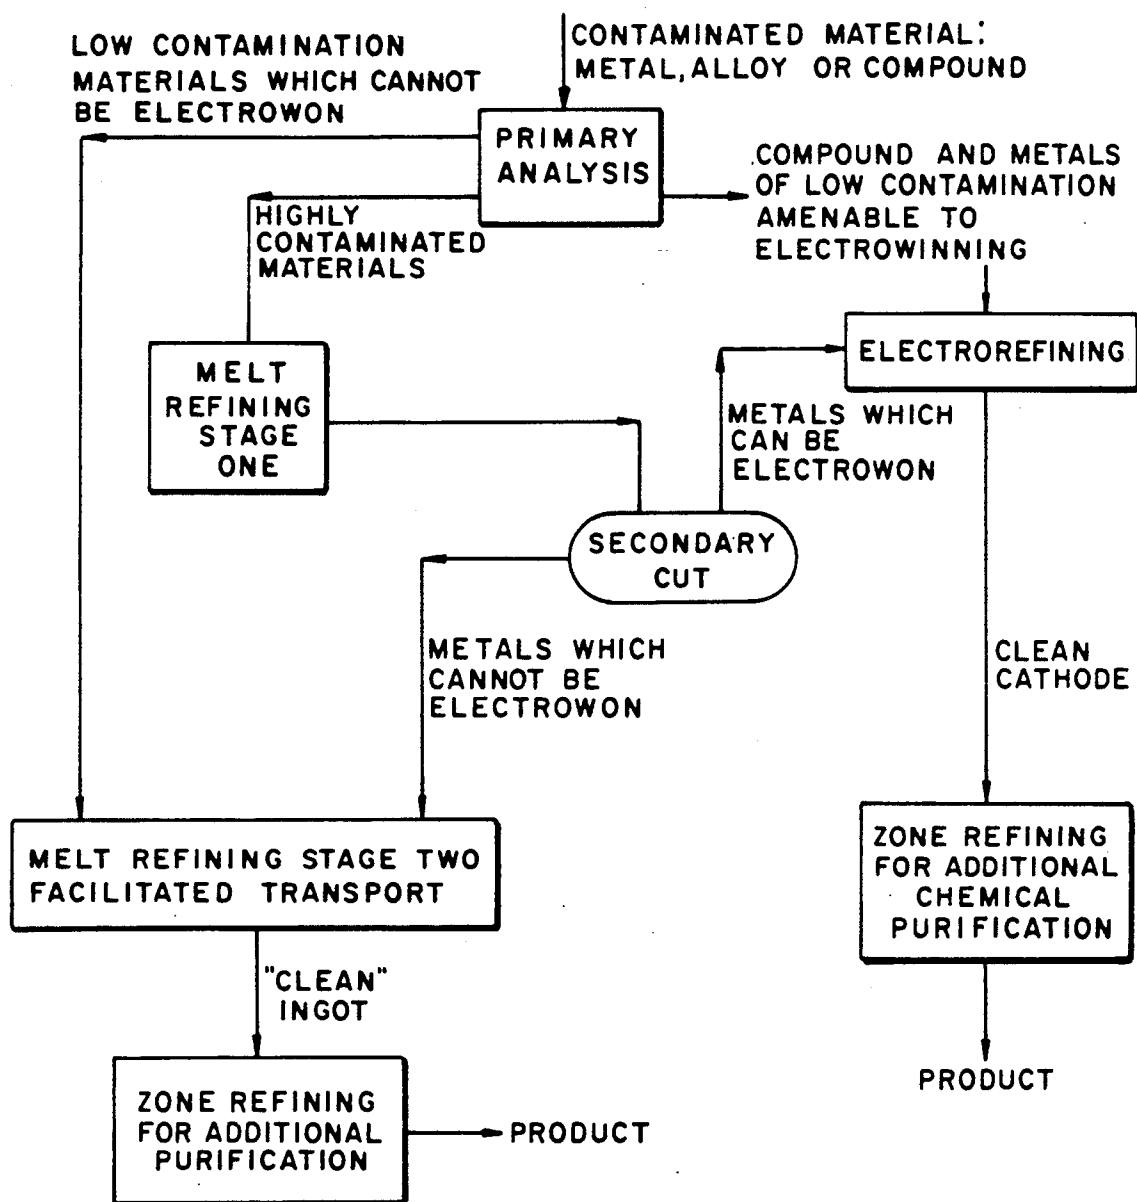 LOW CONTAMINATION
MATERIALS WHICH CANNOT
BE ELECTROWON
CONTAMINATED MATERIAL:
METAL, ALLOY OR COMPOUND
PRIMARY
ANALYSIS
COMPOUND AND METALS
OF LOW CONTAMINATION
AMENABLE TO
ELECTROWINNING
HIGHLY
CONTAMINATED
MATERIALS
MELT
REFINING
STAGE
ONE
ELECTROREFINING
METALS WHICH
CAN BE
ELECTROWON
SECONDARY
CUT
METALS WHICH
CANNOT BE
ELECTROWON
CLEAN
CATHODE
MELT REFINING STAGE TWO
FACILITATED TRANSPORT
ZONE REFINING
FOR ADDITIONAL
CHEMICAL
PURIFICATION
"CLEAN"
INGOT
PRODUCT
ZONE REFINING
FOR ADDITIONAL
PURIFICATION
PRODUCT